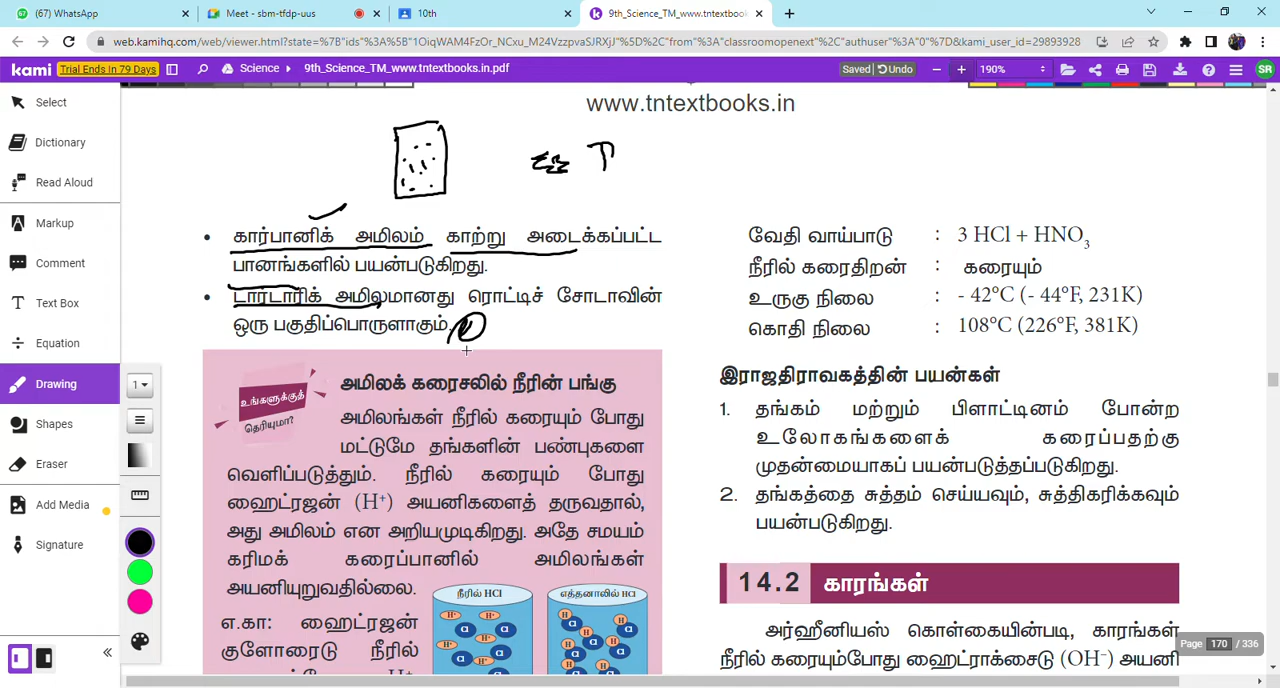 (67) WhatsApp
Meet - sbm-tfdp-uus
10th
9th_Science_TM_www.tntextbooks.in
web.kamihq.com/web/viewer.html?state=%7B"ids"%3A%5B"1OiqWAM4FzOr_NCxu_M24VzzpvaSJRXjJ"%5D%2C"from"%3A"classroomopennext"%2C"authuser"%3A"0"%7D&kami_user_id=29893928
kami
Trial Ends In 79 Days
Science
9th_Science_TM_www.tntextbooks.in.pdf
Saved
Undo
190%
SR
Select
Dictionary
Read Aloud
Markup
Comment
Text Box
Equation
Drawing
Shapes
Eraser
Add Media
Signature
1
www.tntextbooks.in
• கார்பானிக் அமிலம் காற்று அடைக்கப்பட்ட
பானங்களில் பயன்படுகிறது.
• டார்டாரிக் அமிலமானது ரொட்டிச் சோடாவின்
ஒரு பகுதிப்பொருளாகும்.
உங்களுக்குத்
தெரியுமா?
அமிலக் கரைசலில் நீரின் பங்கு
அமிலங்கள் நீரில் கரையும் போது
மட்டுமே தங்களின் பண்புகளை
வெளிப்படுத்தும். நீரில் கரையும் போது
ஹைட்ரஜன் (H⁺) அயனிகளைத் தருவதால்,
அது அமிலம் என அறியமுடிகிறது. அதே சமயம்
கரிமக் கரைப்பானில் அமிலங்கள்
அயனியுறுவதில்லை.
எ.கா: ஹைட்ரஜன்
குளோரைடு நீரில்
நீரில் HCl
எத்தனாலில் HCl
வேதி வாய்பாடு : 3 HCl + HNO₃
நீரில் கரைதிறன் : கரையும்
உருகு நிலை : - 42°C (- 44°F, 231K)
கொதி நிலை : 108°C (226°F, 381K)
இராஜதிராவகத்தின் பயன்கள்
1. தங்கம் மற்றும் பிளாட்டினம் போன்ற
உலோகங்களைக் கரைப்பதற்கு
முதன்மையாகப் பயன்படுத்தப்படுகிறது.
2. தங்கத்தை சுத்தம் செய்யவும், சுத்திகரிக்கவும்
பயன்படுகிறது.
14.2 காரங்கள்
அர்ஹீனியஸ் கொள்கையின்படி, காரங்கள்
நீரில் கரையும்போது ஹைட்ராக்சைடு (OH⁻) அயனி
Page 170 / 336